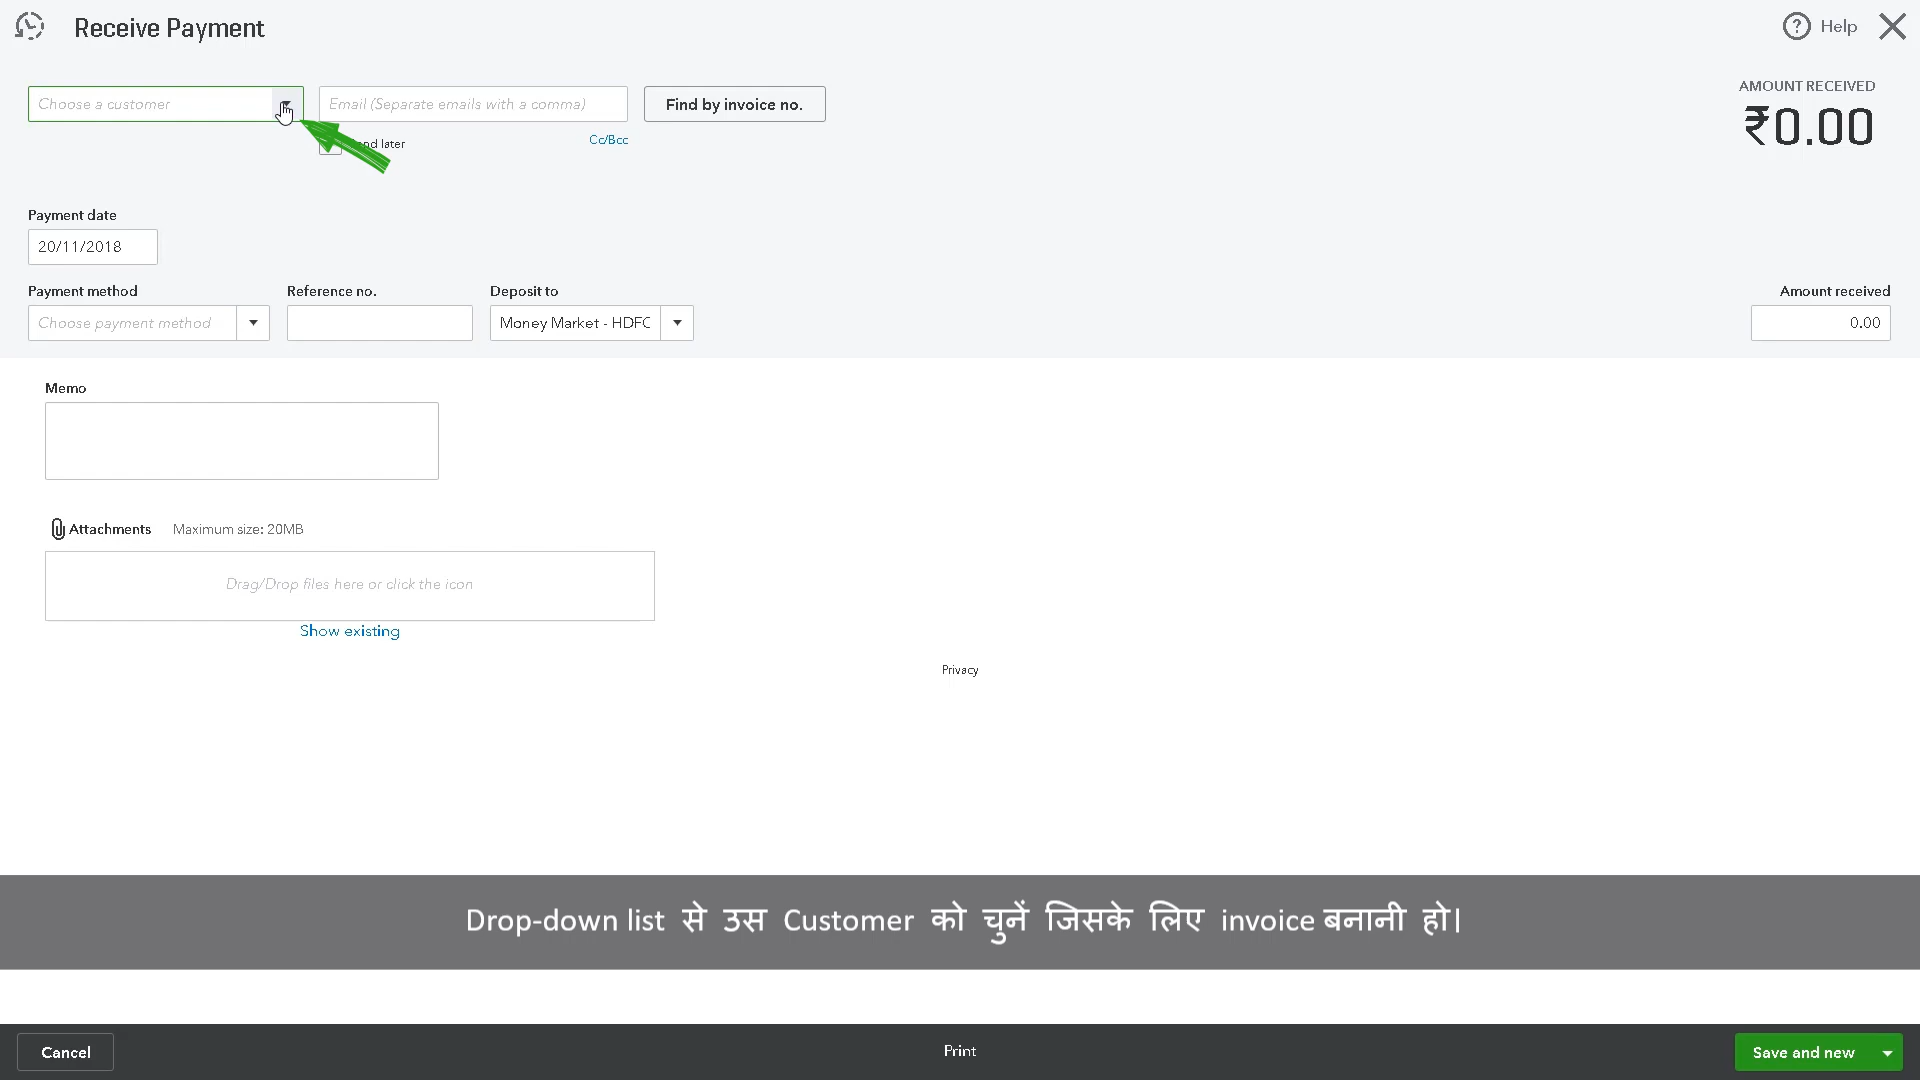 Receive Payment
Help
Choose a customer
Email (Separate emails with a comma)
Find by invoice no.
AMOUNT RECEIVED
₹0.00
later
Cc/Bcc
Payment date
20/11/2018
Payment method
Reference no.
Deposit to
Amount received
Choose payment method
Money Market - HDFC
0.00
Memo
Attachments
Maximum size: 20MB
Drag/Drop files here or click the icon
Show existing
Privacy
Drop-down list से उस Customer को चुनें जिसके लिए invoice बनानी हो|
Cancel
Print
Save and new